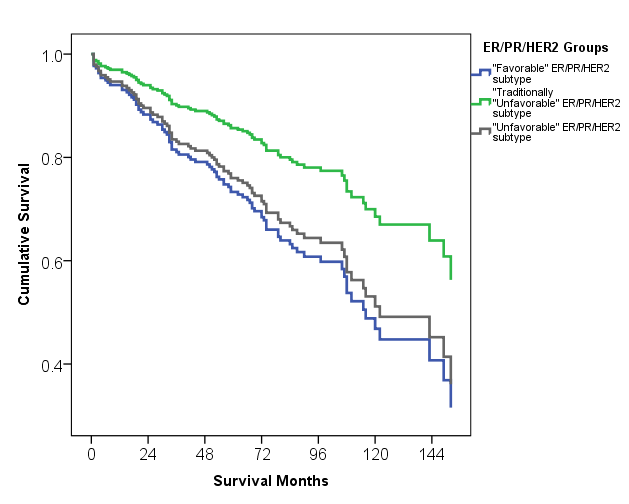 ER/PR/HER2 Groups
"Favorable" ER/PR/HER2
subtype
"Traditionally
"Unfavorable" ER/PR/HER2
subtype
"Unfavorable" ER/PR/HER2
subtype
Cumulative Survival
1.0
0.8
0.6
0.4
0 24 48 72 96 120 144
Survival Months